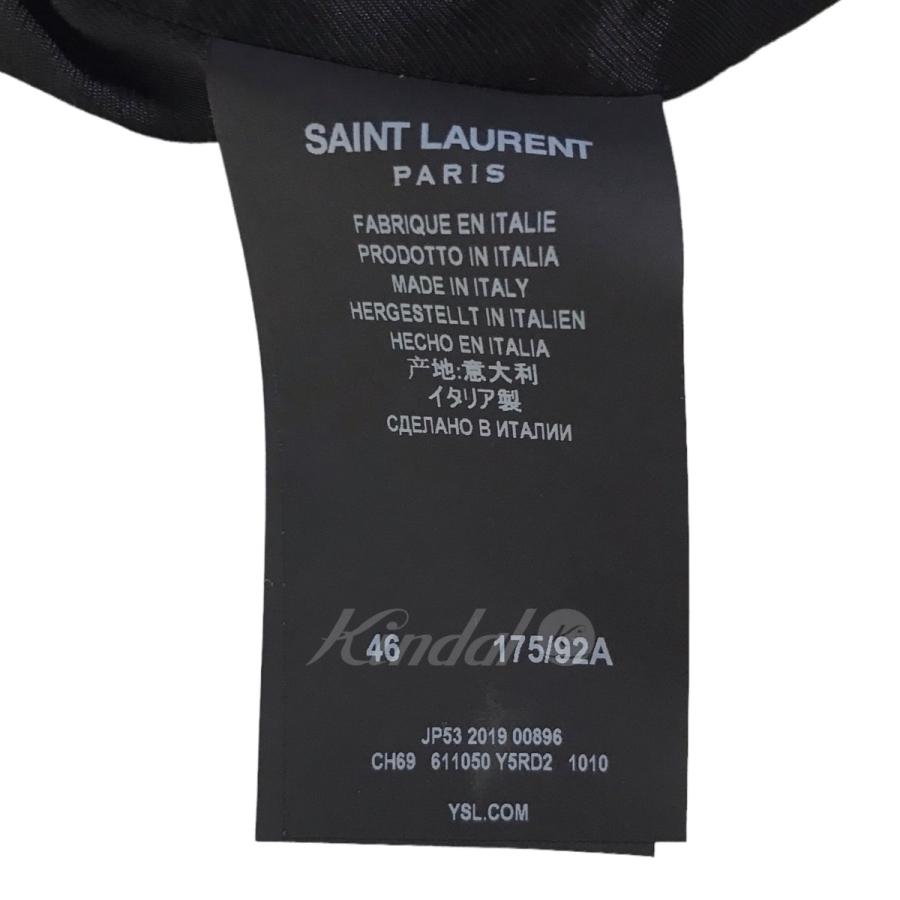 SAINT LAURENT
PARIS
FABRIQUE EN ITALIE
PRODOTTO IN ITALIA
MADE IN ITALY
HERGESTELLT IN ITALIEN
HECHO EN ITALIA
产地:意大利
イタリア製
СДЕЛАНО В ИТАЛИИ
Kindal
46 175/92A
JP53 2019 00896
CH69 611050 Y5RD2 1010
YSL.COM